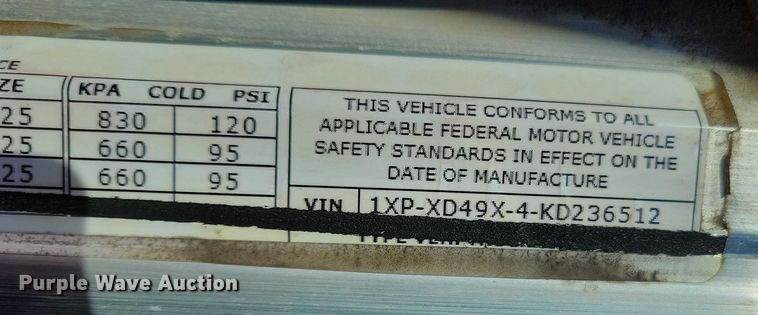 CE
ZE
KPA COLD PSI
25 830 120
25 660 95
25 660 95
THIS VEHICLE CONFORMS TO ALL
APPLICABLE FEDERAL MOTOR VEHICLE
SAFETY STANDARDS IN EFFECT ON THE
DATE OF MANUFACTURE
VIN 1XP-XD49X-4-KD236512
Purple Wave Auction